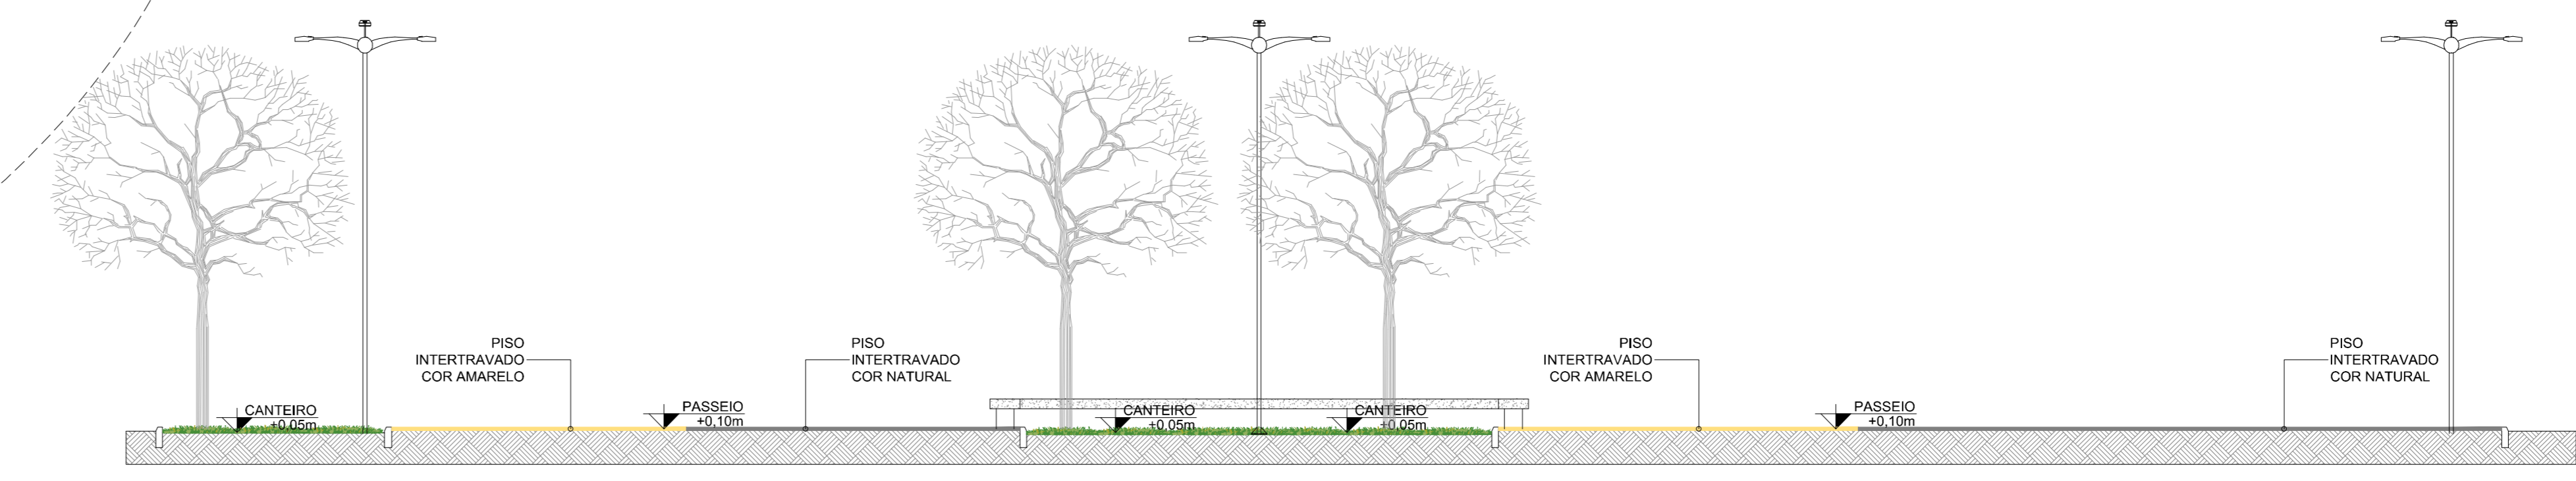 PISO
INTERTRAVADO
COR AMARELO
PISO
INTERTRAVADO
COR NATURAL
PISO
INTERTRAVADO
COR AMARELO
PISO
INTERTRAVADO
COR NATURAL
CANTEIRO
+0,05m
PASSEIO
+0,10m
CANTEIRO
+0,05m
CANTEIRO
+0,05m
PASSEIO
+0,10m